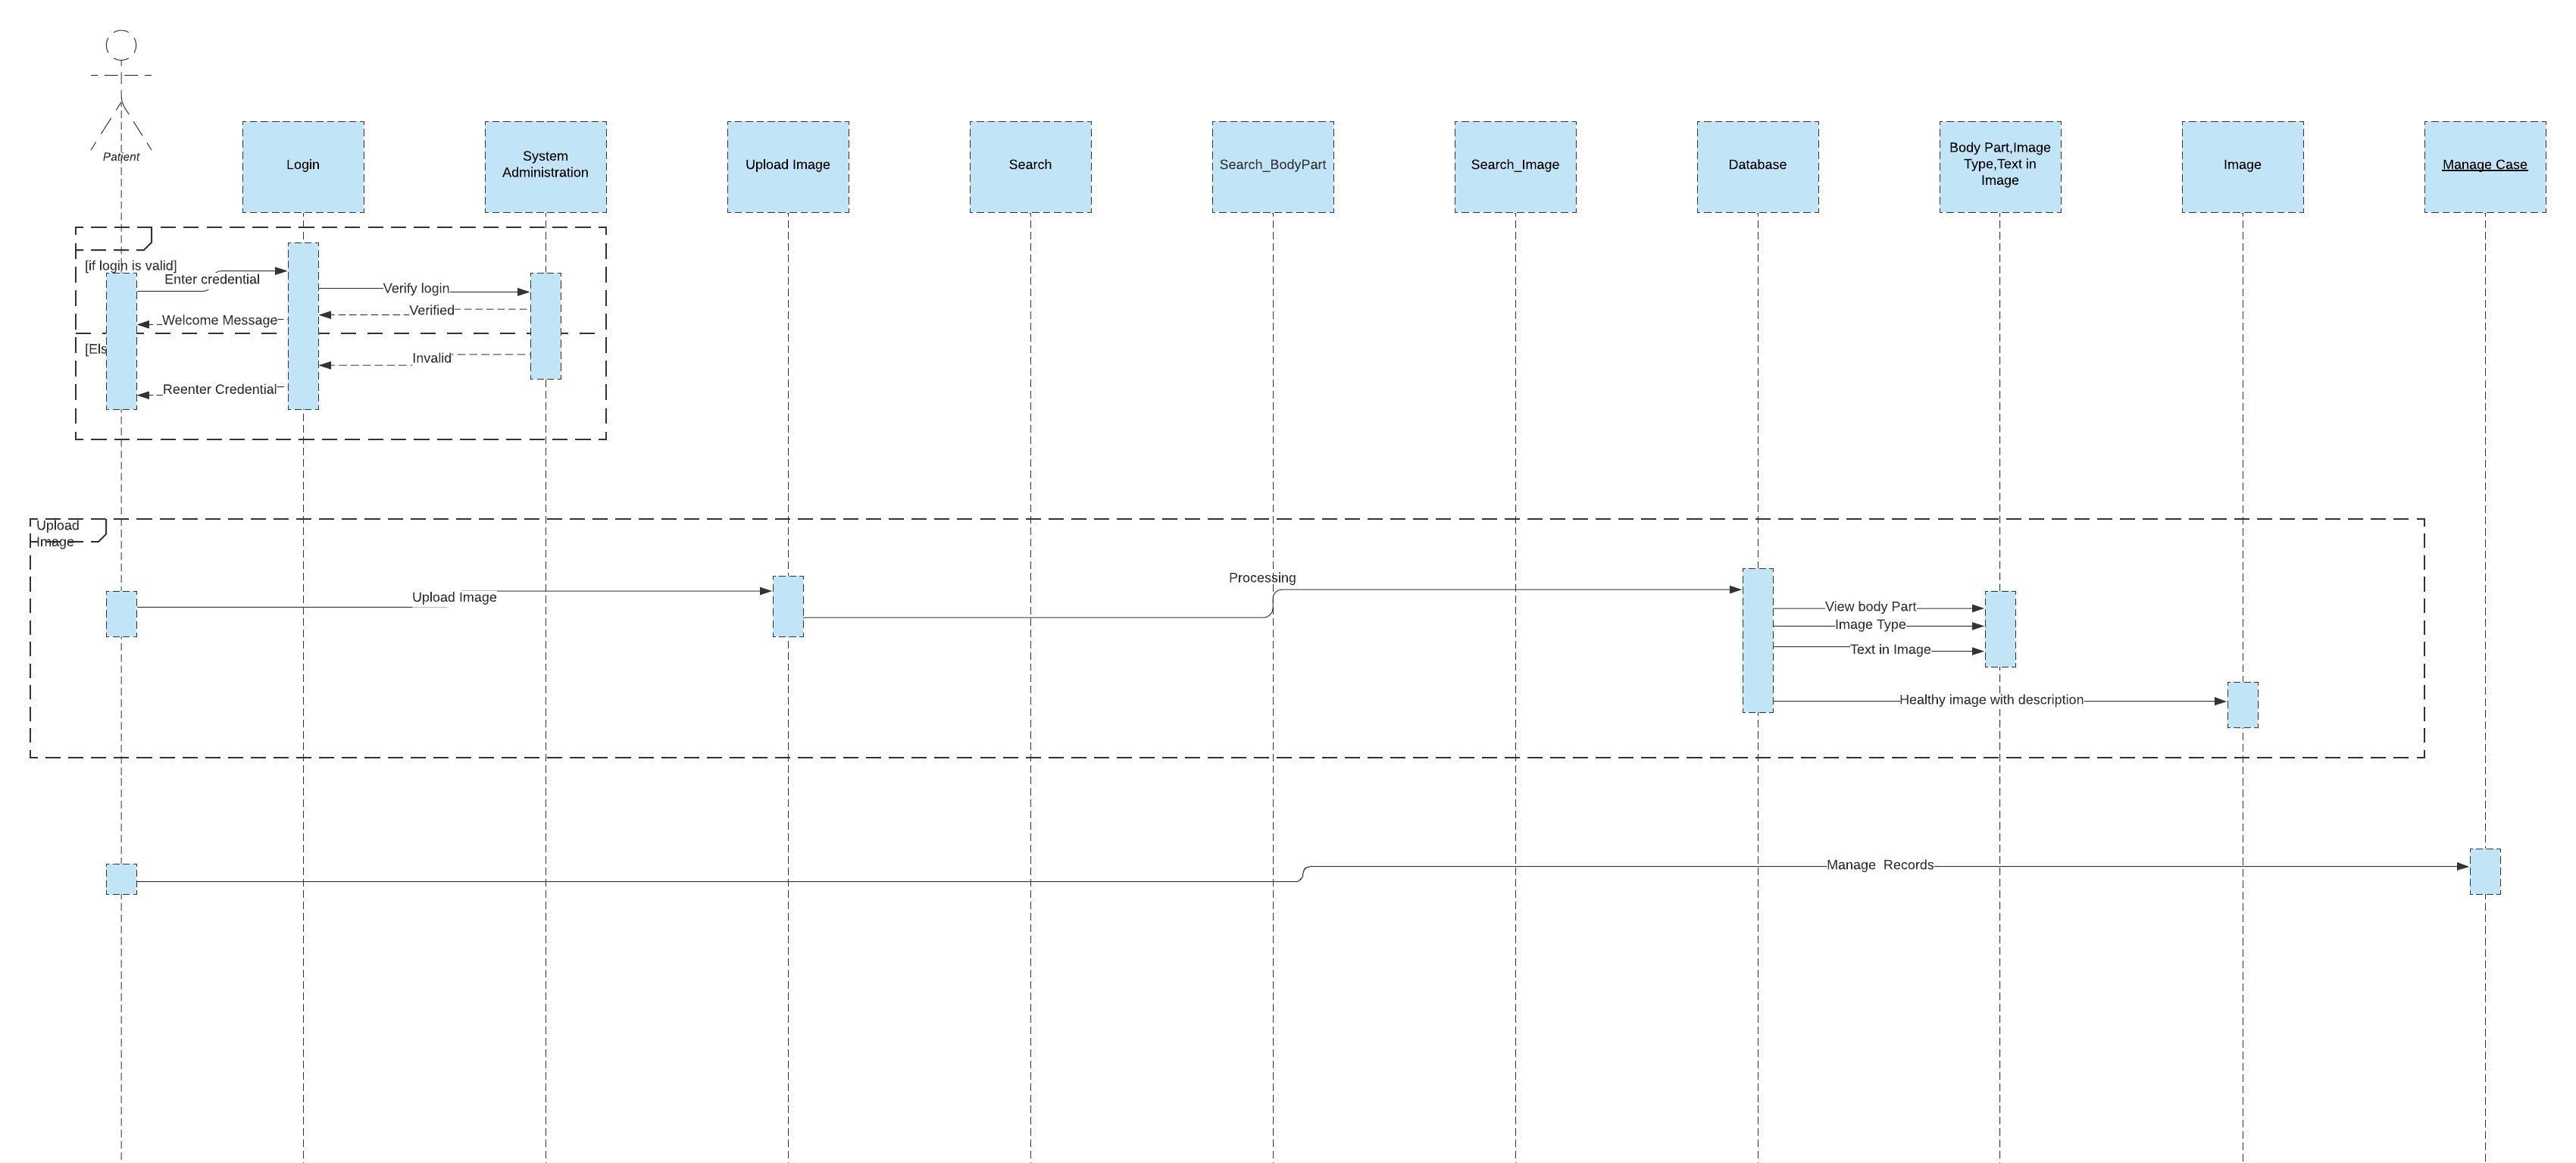 Patient
Login
System
Administration
Upload Image
Search
Search_BodyPart
Search_Image
Database
Body Part,Image
Type,Text in
Image
Image
Manage Case
[if login is valid]
Enter credential
Verify login
Verified
Welcome Message
[Els
Invalid
Reenter Credential
Upload
Image
Processing
Upload Image
View body Part
Image Type
Text in Image
Healthy image with description
Manage  Records